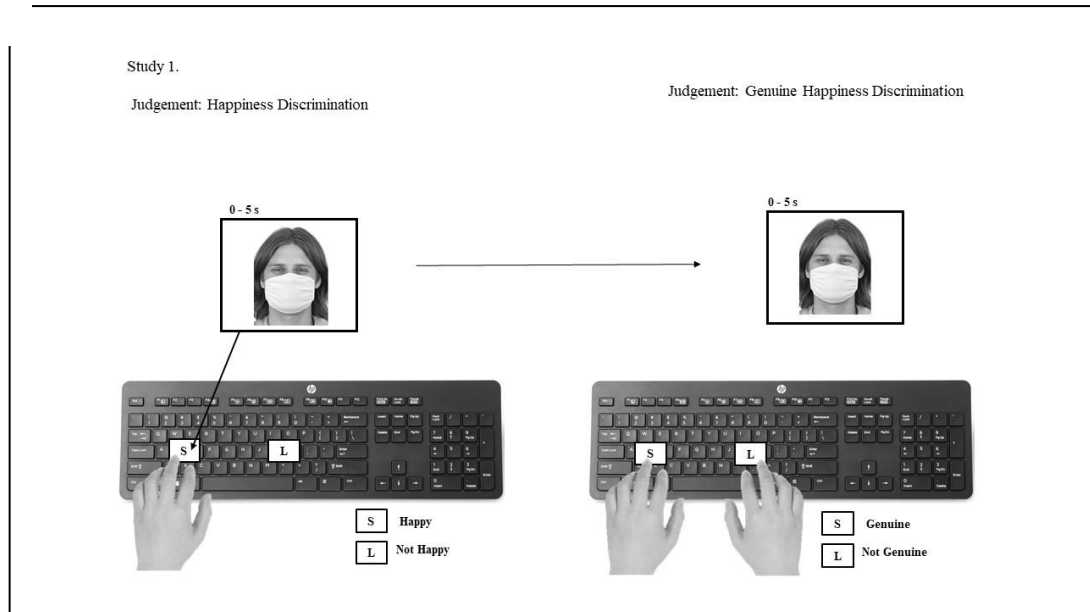 Study 1.
Judgement: Happiness Discrimination
Judgement: Genuine Happiness Discrimination
0 - 5 s
0 - 5 s
S
L
S
L
S Happy
L Not Happy
S Genuine
L Not Genuine